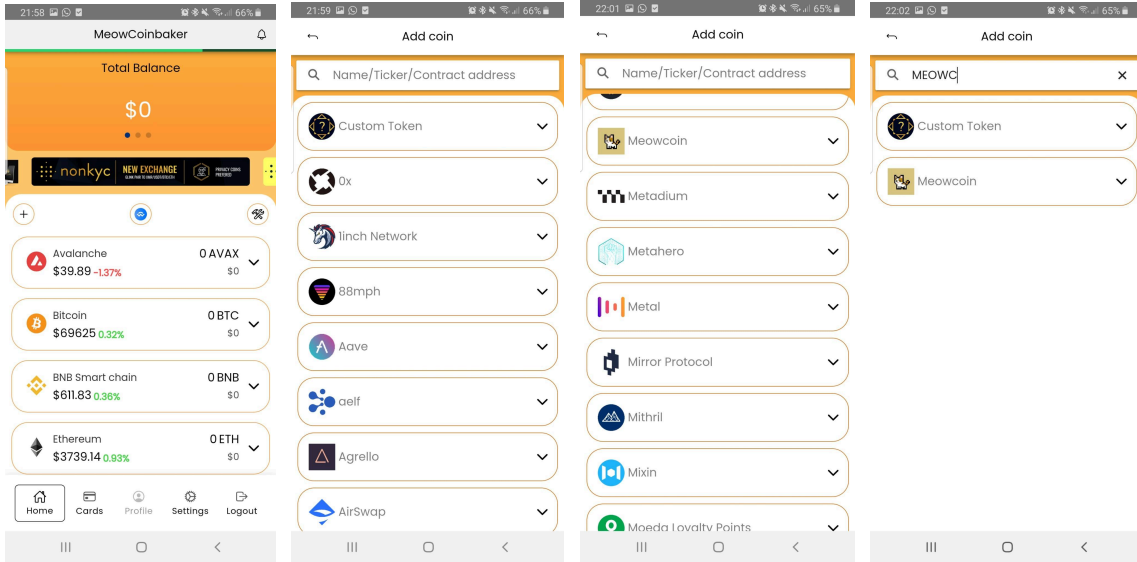 21:58
66%
MeowCoinbaker
Total Balance
$0
nonkyc
NEW EXCHANGE
PRIVACY COINS
PREFERED
Avalanche
0 AVAX
$39.89 -1.37%
$0
Bitcoin
0 BTC
$69625 0.32%
$0
BNB Smart chain
0 BNB
$611.83 0.36%
$0
Ethereum
0 ETH
$3739.14 0.93%
$0
Home
Cards
Profile
Settings
Logout
21:59
66%
Add coin
Name/Ticker/Contract address
Custom Token
0x
1inch Network
88mph
Aave
aelf
Agrello
AirSwap
22:01
65%
Add coin
Name/Ticker/Contract address
Meowcoin
Metadium
Metahero
Metal
Mirror Protocol
Mithril
Mixin
Moeda Loyalty Points
22:02
65%
Add coin
MEOWC
Custom Token
Meowcoin